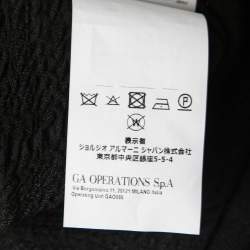 表示者
ジョルジオ アルマーニ ジャパン株式会社
東京都中央区銀座5-5-4
GA OPERATIONS S.p.A
Via Borgonuovo 11, 20121 MILANO Italia
Operating Unit